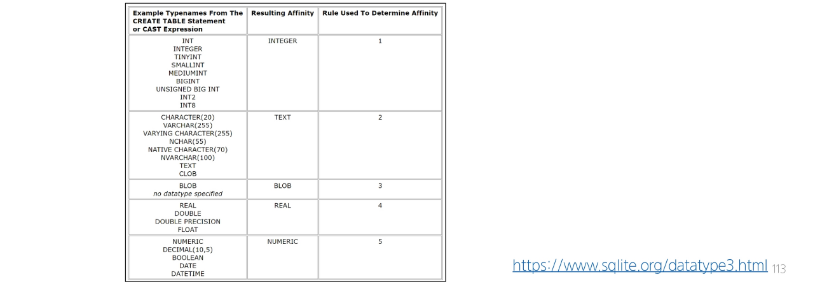 Example Typenames From The
CREATE TABLE Statement
or CAST Expression
Resulting Affinity
Rule Used To Determine Affinity
INT
INTEGER
TINYINT
SMALLINT
MEDIUMINT
BIGINT
UNSIGNED BIG INT
INT2
INT8
INTEGER
1
CHARACTER(20)
VARCHAR(255)
VARYING CHARACTER(255)
NCHAR(55)
NATIVE CHARACTER(70)
NVARCHAR(100)
TEXT
CLOB
TEXT
2
BLOB
no datatype specified
BLOB
3
REAL
DOUBLE
DOUBLE PRECISION
FLOAT
REAL
4
NUMERIC
DECIMAL(10,5)
BOOLEAN
DATE
DATETIME
NUMERIC
5
https://www.sqlite.org/datatype3.html 113